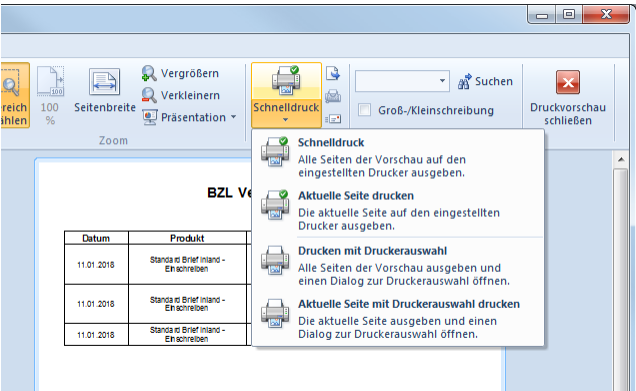 Vergrößern
Verkleinern
Präsentation
100
%
Seitenbreite
Zoom
Schnelldruck
Suchen
Groß-/Kleinschreibung
Druckvorschau
schließen
Schnelldruck
Alle Seiten der Vorschau auf den
eingestellten Drucker ausgeben.
Aktuelle Seite drucken
Die aktuelle Seite auf den eingestellten
Drucker ausgeben.
Drucken mit Druckerauswahl
Alle Seiten der Vorschau ausgeben und
einen Dialog zur Druckerauswahl öffnen.
Aktuelle Seite mit Druckerauswahl drucken
Die aktuelle Seite ausgeben und einen
Dialog zur Druckerauswahl öffnen.
BZL Ve
Datum Produkt
11.01.2018 Standard Brief Inland -
Einschreiben
11.01.2018 Standard Brief Inland -
Einschreiben
11.01.2018 Standard Brief Inland -
Einschreiben